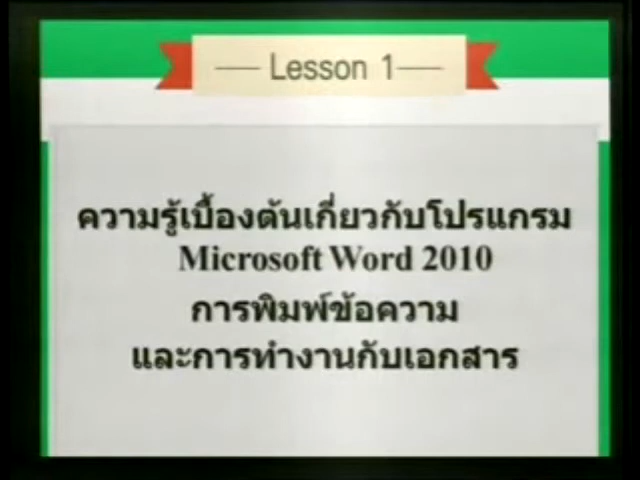 Lesson 1
ความรู้เบื้องต้นเกี่ยวกับโปรแกรม
Microsoft Word 2010
การพิมพ์ข้อความ
และการทำงานกับเอกสาร